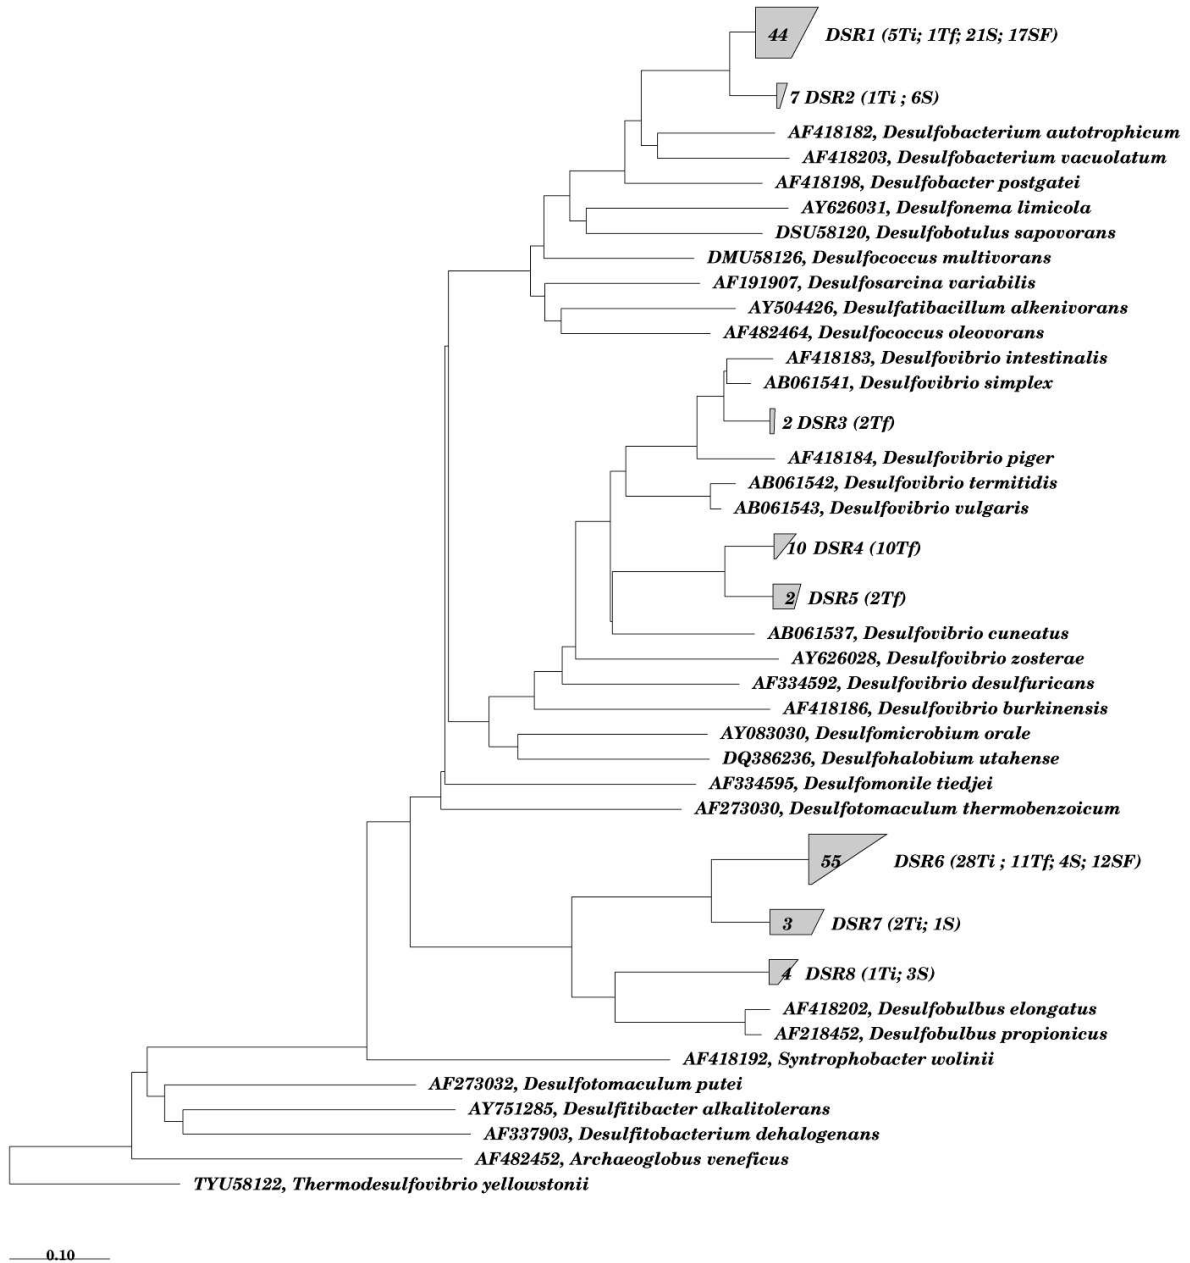 44 DSR1 (5Ti; 1Tf; 21S; 17SF)
7 DSR2 (1Ti ; 6S)
AF418182, Desulfobacterium autotrophicum
AF418203, Desulfobacterium vacuolatum
AF418198, Desulfobacter postgatei
AY626031, Desulfonema limicola
DSU58120, Desulfobotulus sapovorans
DMU58126, Desulfococcus multivorans
AF191907, Desulfosarcina variabilis
AY504426, Desulfatibacillum alkenivorans
AF482464, Desulfococcus oleovorans
AF418183, Desulfovibrio intestinalis
AB061541, Desulfovibrio simplex
2 DSR3 (2Tf)
AF418184, Desulfovibrio piger
AB061542, Desulfovibrio termitidis
AB061543, Desulfovibrio vulgaris
10 DSR4 (10Tf)
2 DSR5 (2Tf)
AB061537, Desulfovibrio cuneatus
AY626028, Desulfovibrio zosterae
AF334592, Desulfovibrio desulfuricans
AF418186, Desulfovibrio burkinensis
AY083030, Desulfomicrobium orale
DQ386236, Desulfohalobium utahense
AF334595, Desulfomonile tiedjei
AF273030, Desulfotomaculum thermobenzoicum
55 DSR6 (28Ti ; 11Tf; 4S; 12SF)
3 DSR7 (2Ti; 1S)
4 DSR8 (1Ti; 3S)
AF418202, Desulfobulbus elongatus
AF218452, Desulfobulbus propionicus
AF418192, Syntrophobacter wolinii
AF273032, Desulfotomaculum putei
AY751285, Desulfitibacter alkalitolerans
AF337903, Desulfitobacterium dehalogenans
AF482452, Archaeoglobus veneficus
TYU58122, Thermodesulfovibrio yellowstonii
0.10